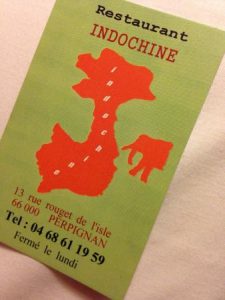 Restaurant
INDOCHINE
indochine
13 rue rouget de l'isle
66 000 PERPIGNAN
Tel : 04 68 61 19 59
Fermé le lundi